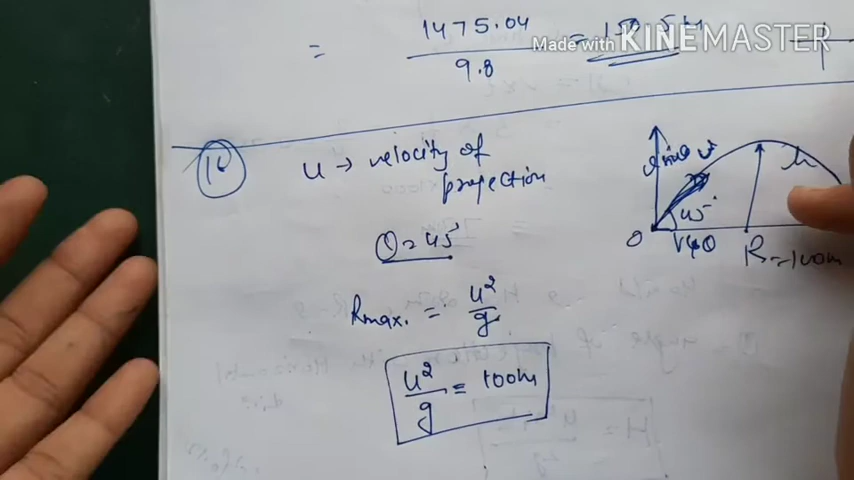 1475.04
=
9.8
=
Made with KINEMASTER
16
u → velocity of
projection
θ = 45°
Rmax. = u²/g
u²/g = 100m
45°
h
O
R = 100m